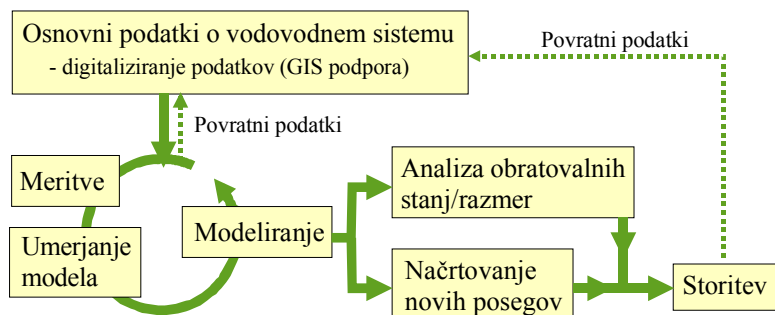 Osnovni podatki o vodovodnem sistemu
- digitaliziranje podatkov (GIS podpora)
Povratni podatki
Povratni podatki
Meritve
Umerjanje
modela
Modeliranje
Analiza obratovalnih
stanj/razmer
Načrtovanje
novih posegov
Storitev